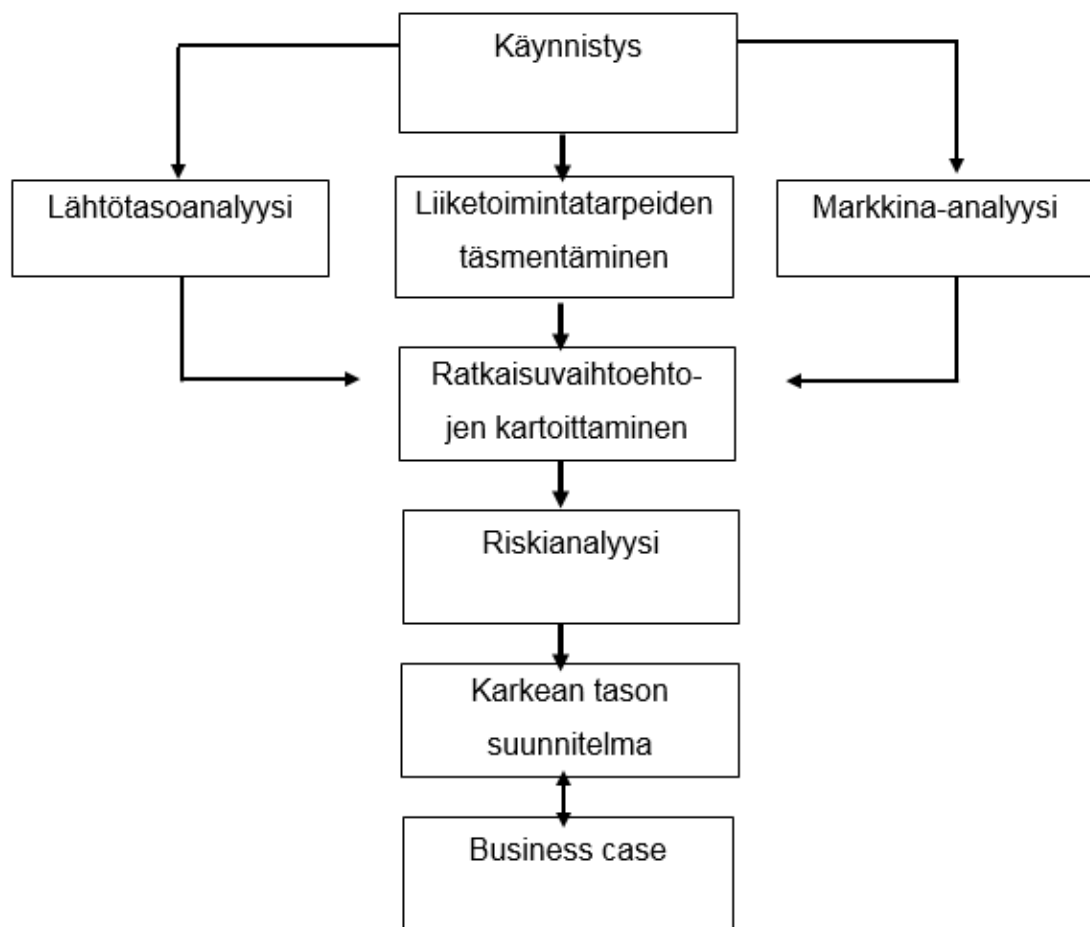 Käynnistys
Lähtötasoanalyysi
Liiketoimintatarpeiden
täsmentäminen
Markkina-analyysi
Ratkaisuvaihtoehto-
jen kartoittaminen
Riskianalyysi
Karkean tason
suunnitelma
Business case